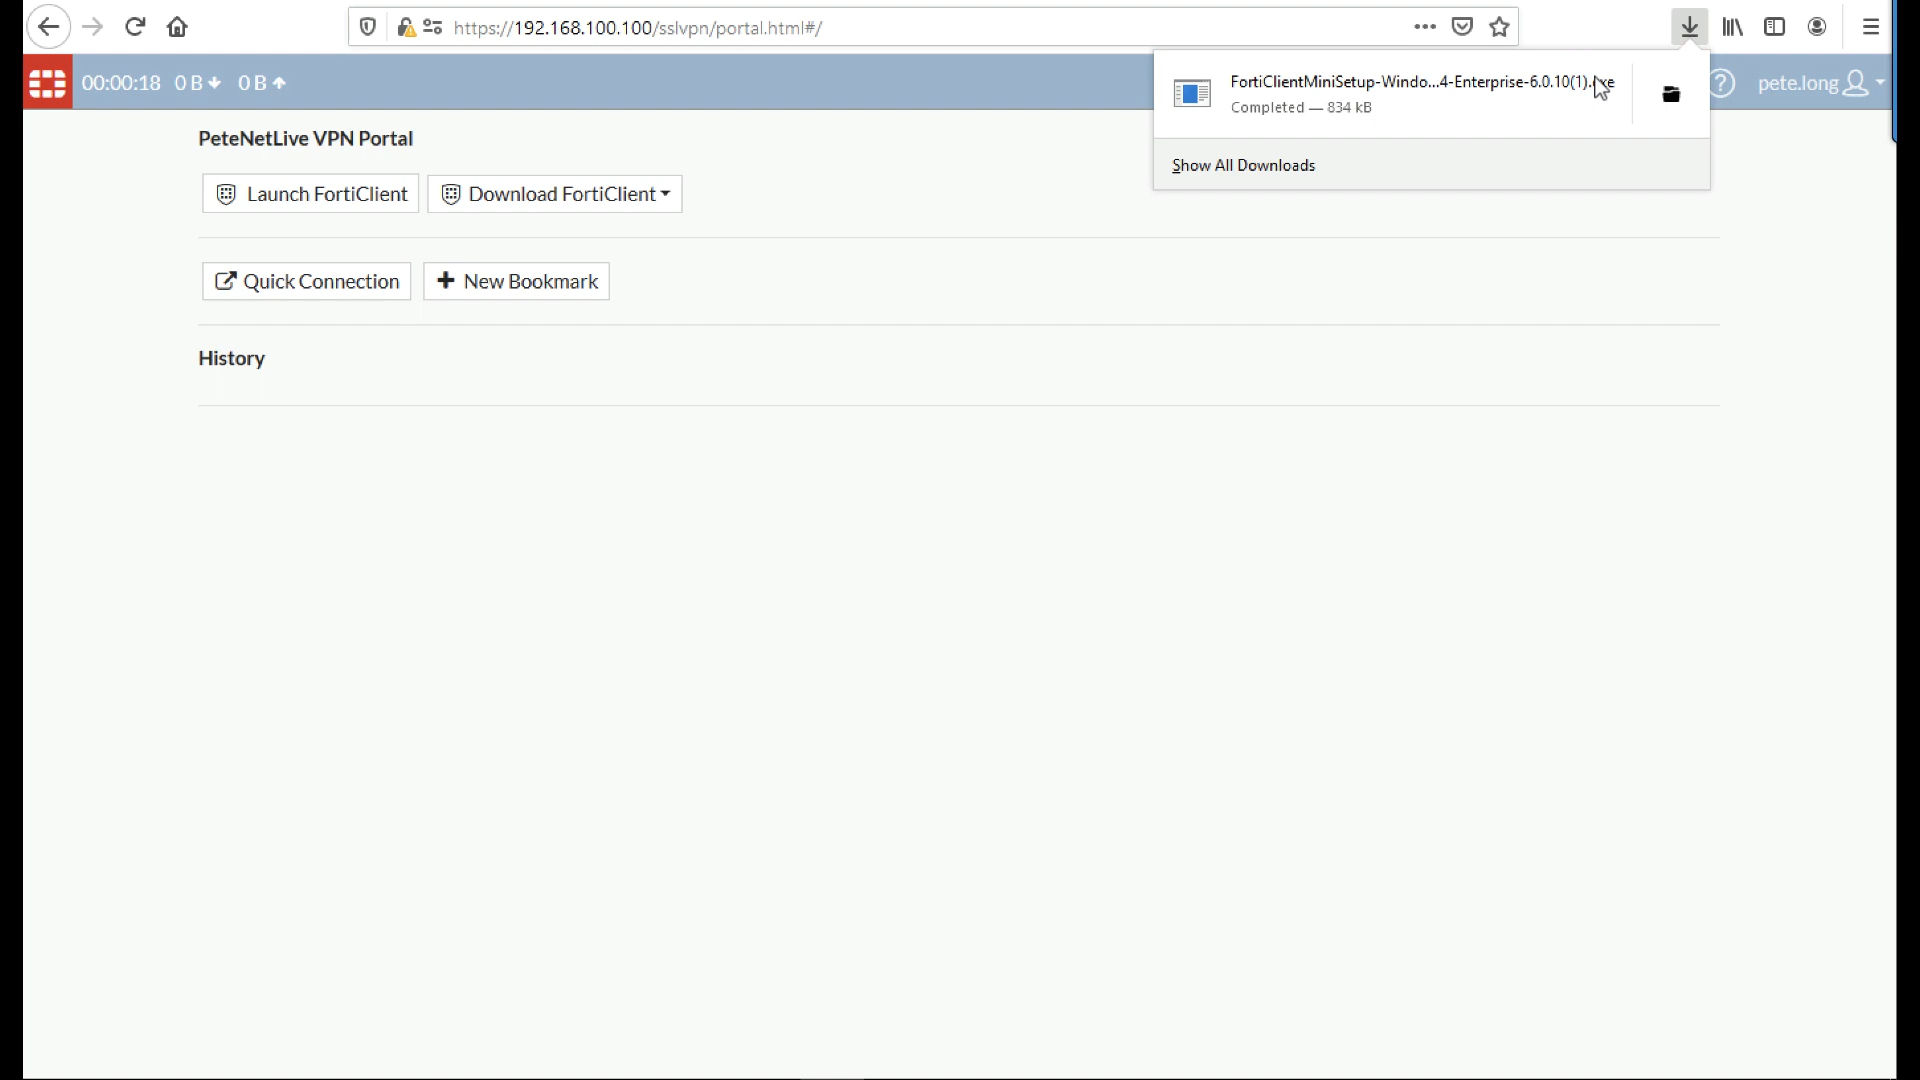 https://192.168.100.100/sslvpn/portal.html#/
00:00:18 0 B 0 B
FortiClientMiniSetup-Windo...4-Enterprise-6.0.10(1).exe
Completed — 834 kB
Show All Downloads
pete.long
PeteNetLive VPN Portal
Launch FortiClient
Download FortiClient
Quick Connection
New Bookmark
History